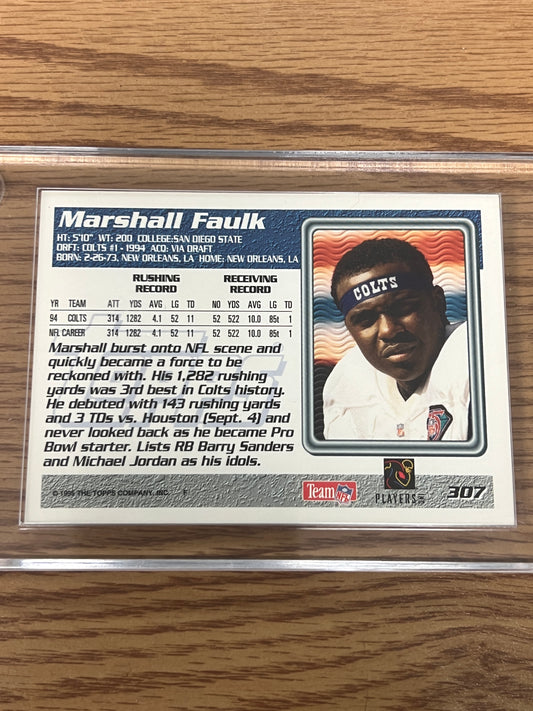 Marshall Faulk
HT: 5'10" WT: 200 COLLEGE:SAN DIEGO STATE
DRFT: COLTS #1 - 1994 ACQ: VIA DRAFT
BORN: 2-26-73, NEW ORLEANS, LA HOME: NEW ORLEANS, LA
RUSHING RECORD RECEIVING RECORD
YR TEAM ATT YDS AVG LG TD NO YDS AVG LG TD
94 COLTS 314 1282 4.1 52 11 52 522 10.0 85t 1
NFL CAREER 314 1282 4.1 52 11 52 522 10.0 85t 1
Marshall burst onto NFL scene and
quickly became a force to be
reckoned with. His 1,282 rushing
yards was 3rd best in Colts history.
He debuted with 143 rushing yards
and 3 TDs vs. Houston (Sept. 4) and
never looked back as he became Pro
Bowl starter. Lists RB Barry Sanders
and Michael Jordan as his idols.
COLTS
© 1995 THE TOPPS COMPANY, INC. F
Team NFL
PLAYERS
307